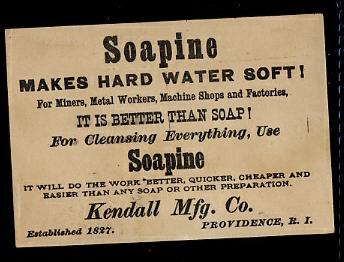 Soapine
MAKES HARD WATER SOFT!
For Miners, Metal Workers, Machine Shops and Factories,
IT IS BETTER THAN SOAP!
For Cleansing Everything, Use
Soapine
IT WILL DO THE WORK BETTER, QUICKER, CHEAPER AND
EASIER THAN ANY SOAP OR OTHER PREPARATION.
Kendall Mfg. Co.
Established 1827.
PROVIDENCE, R. I.